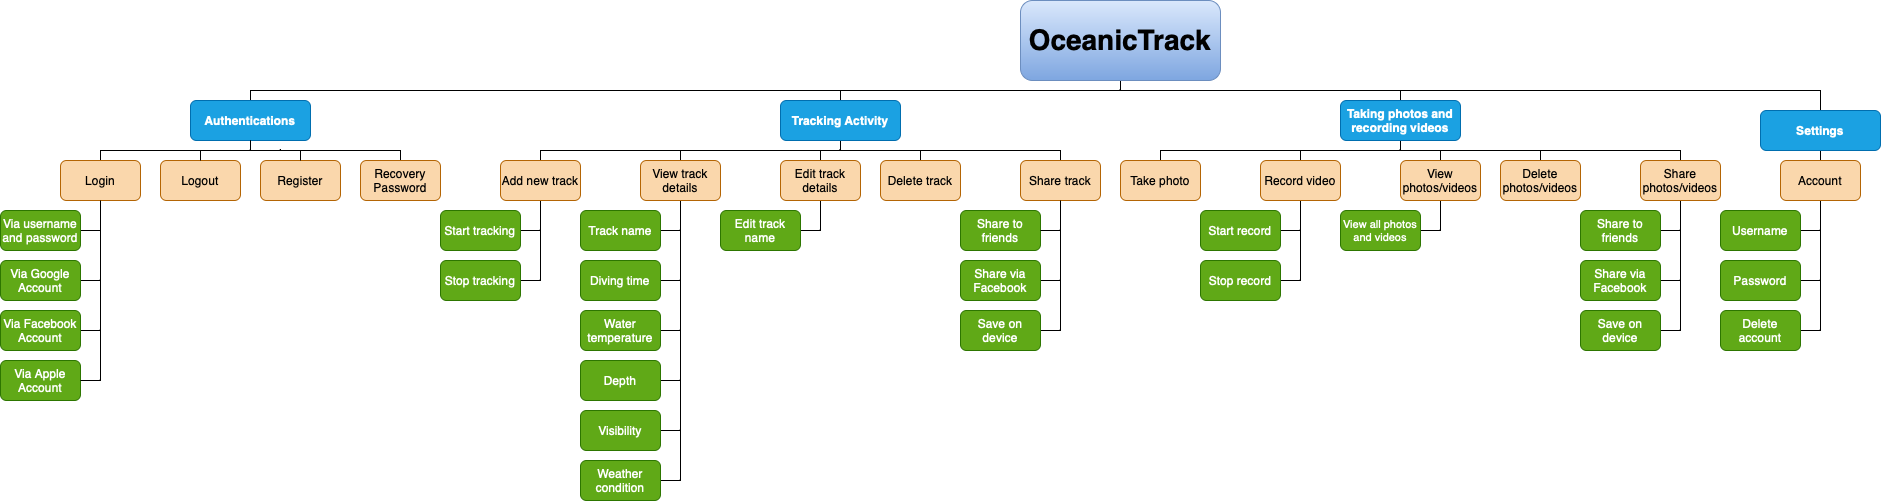 OceanicTrack
Authentications
Tracking Activity
Taking photos and
recording videos
Settings
Login
Logout
Register
Recovery
Password
Add new track
View track
details
Edit track
details
Delete track
Share track
Take photo
Record video
View
photos/videos
Delete
photos/videos
Share
photos/videos
Account
Via username
and password
Via Google
Account
Via Facebook
Account
Via Apple
Account
Start tracking
Stop tracking
Track name
Diving time
Water
temperature
Depth
Visibility
Weather
condition
Edit track
name
Share to
friends
Share via
Facebook
Save on
device
Start record
Stop record
View all photos
and videos
Share to
friends
Share via
Facebook
Save on
device
Username
Password
Delete
account